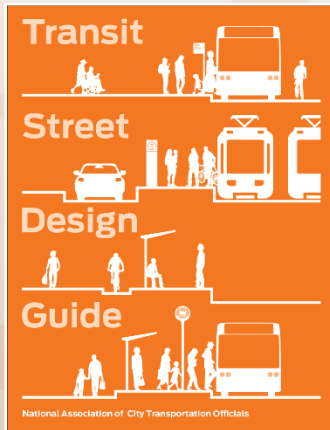 Transit
Street
Design
Guide
National Association of City Transportation Officials